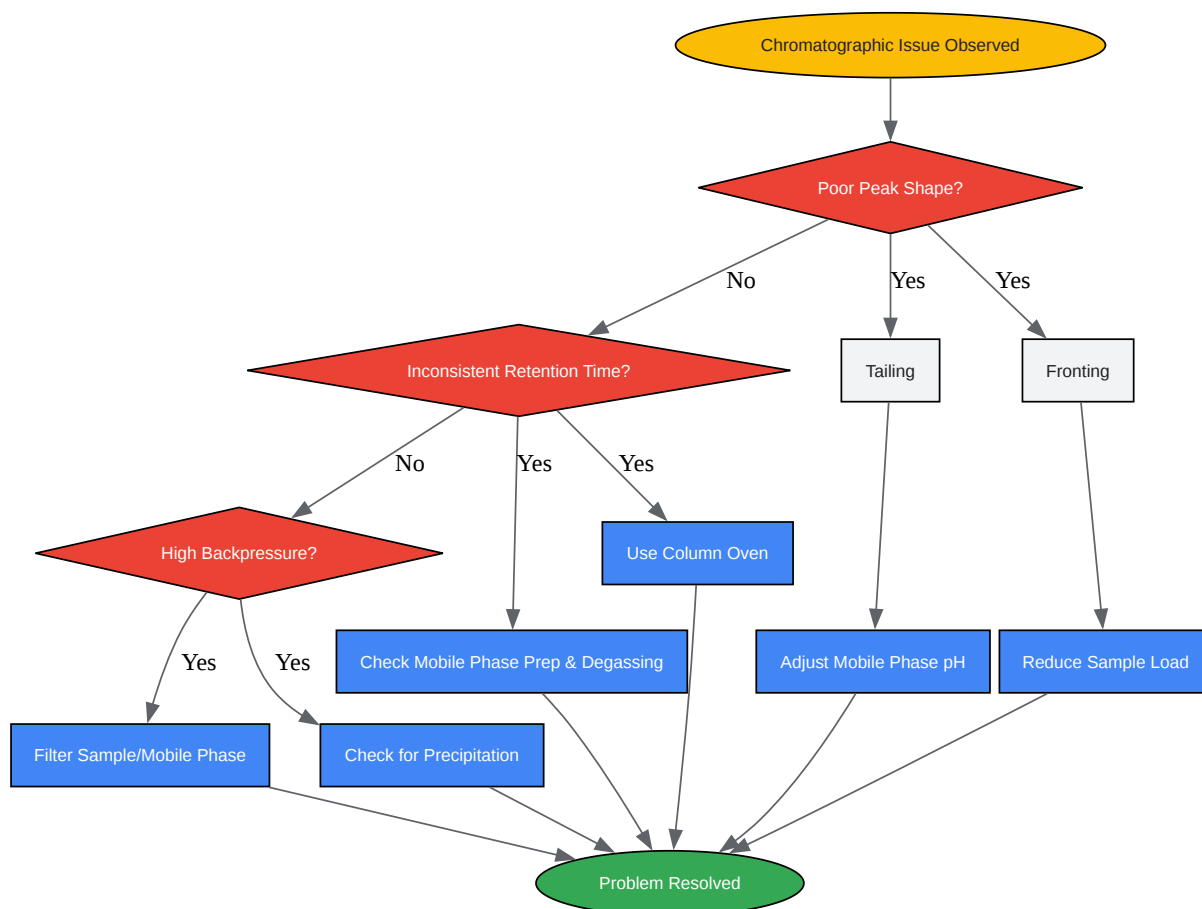 Chromatographic Issue Observed
Poor Peak Shape?
No
Yes
Yes
Inconsistent Retention Time?
Tailing
Fronting
No
Yes
Yes
High Backpressure?
Use Column Oven
Yes
Yes
Check Mobile Phase Prep & Degassing
Adjust Mobile Phase pH
Reduce Sample Load
Filter Sample/Mobile Phase
Check for Precipitation
Problem Resolved